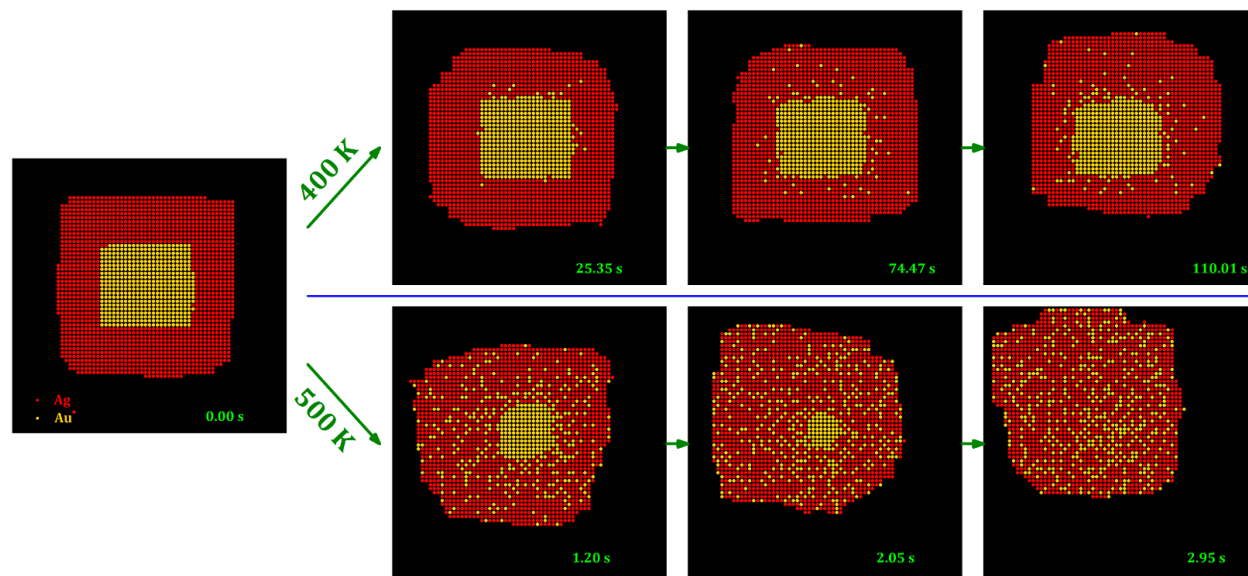 400 K
25.35 s
74.47 s
110.01 s
Ag
Au
0.00 s
500 K
1.20 s
2.05 s
2.95 s